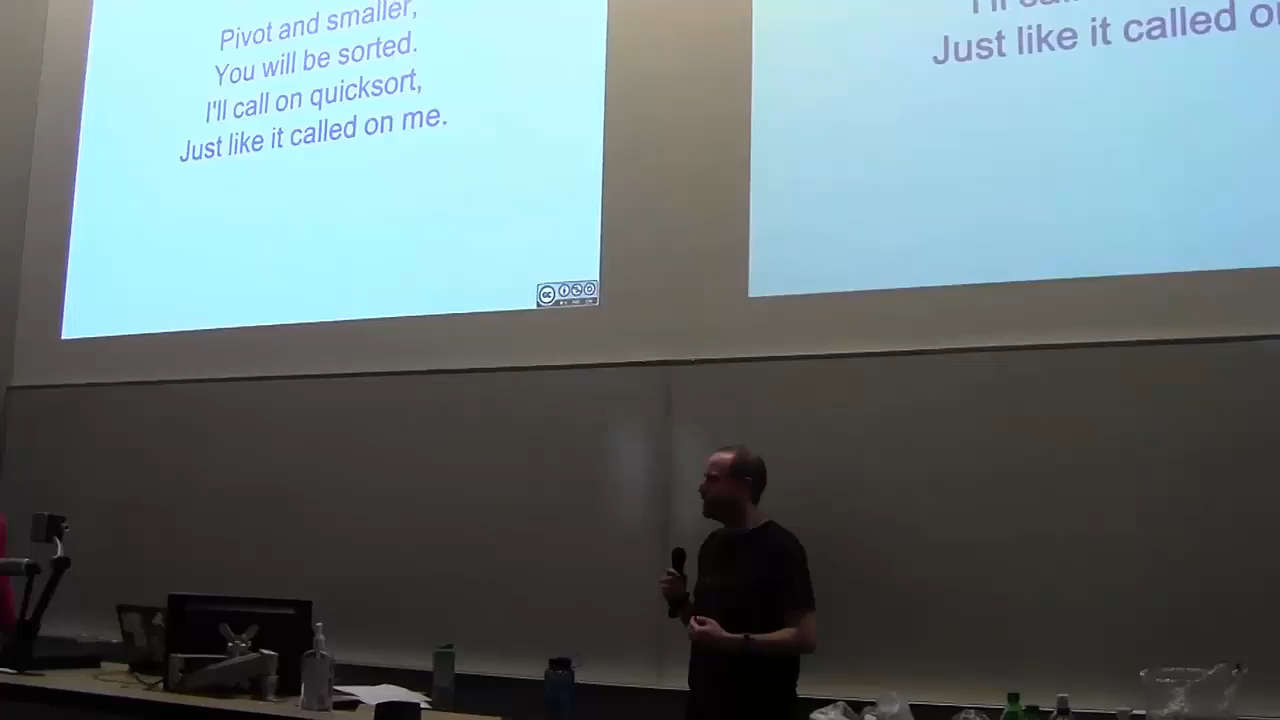 Pivot and smaller,
You will be sorted.
I'll call on quicksort,
Just like it called on me.
Just like it called
cc